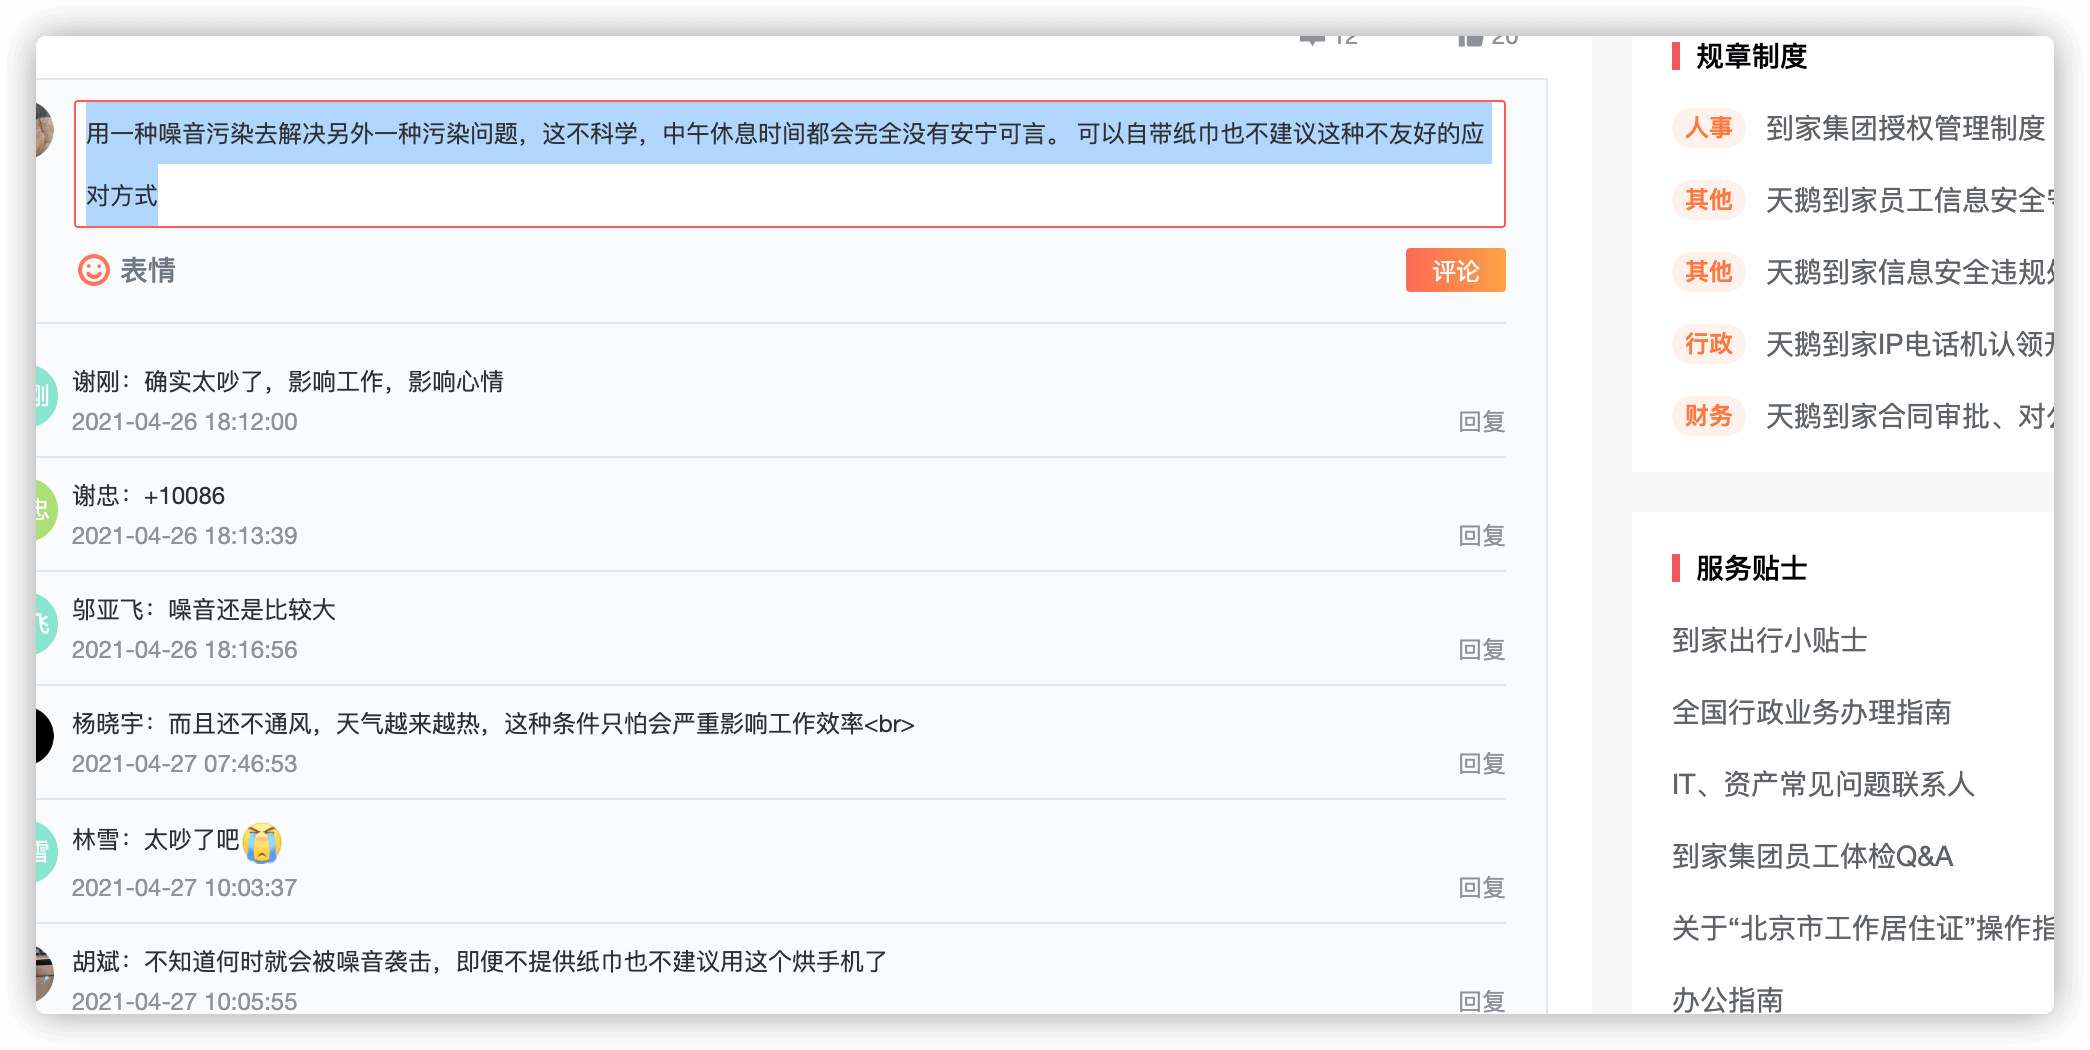 12
20
用一种噪音污染去解决另外一种污染问题，这不科学，中午休息时间都会完全没有安宁可言。 可以自带纸巾也不建议这种不友好的应
对方式
表情
评论
刚
谢刚：确实太吵了，影响工作，影响心情
2021-04-26 18:12:00
回复
忠
谢忠：+10086
2021-04-26 18:13:39
回复
飞
邬亚飞：噪音还是比较大
2021-04-26 18:16:56
回复
杨晓宇：而且还不通风，天气越来越热，这种条件只怕会严重影响工作效率<br>
2021-04-27 07:46:53
回复
雪
林雪：太吵了吧
2021-04-27 10:03:37
回复
胡斌：不知道何时就会被噪音袭击，即便不提供纸巾也不建议用这个烘手机了
2021-04-27 10:05:55
回复
规章制度
人事 到家集团授权管理制度
其他 天鹅到家员工信息安全
其他 天鹅到家信息安全违规
行政 天鹅到家IP电话机认领
财务 天鹅到家合同审批、对
服务贴士
到家出行小贴士
全国行政业务办理指南
IT、资产常见问题联系人
到家集团员工体检Q&A
关于“北京市工作居住证”操作指
办公指南